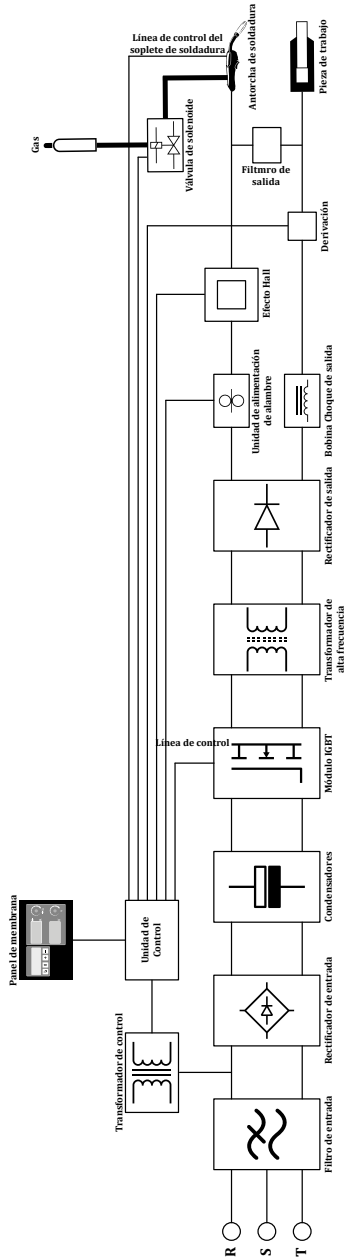 R
S
T
Filtro de entrada
Rectificador de entrada
Condensadores
Módulo IGBT
Línea de control
Transformador de
alta frecuencia
Rectificador de salida
Unidad de alimentación
de alambre
Bobina Choque de salida
Efecto Hall
Derivación
Filtmro de
salida
Antorcha de soldadura
Pieza de trabajo
Transformador de control
Unidad de
Control
Panel de membrana
Gas
Válvula de solenoide
Línea de control del
soplete de soldadura